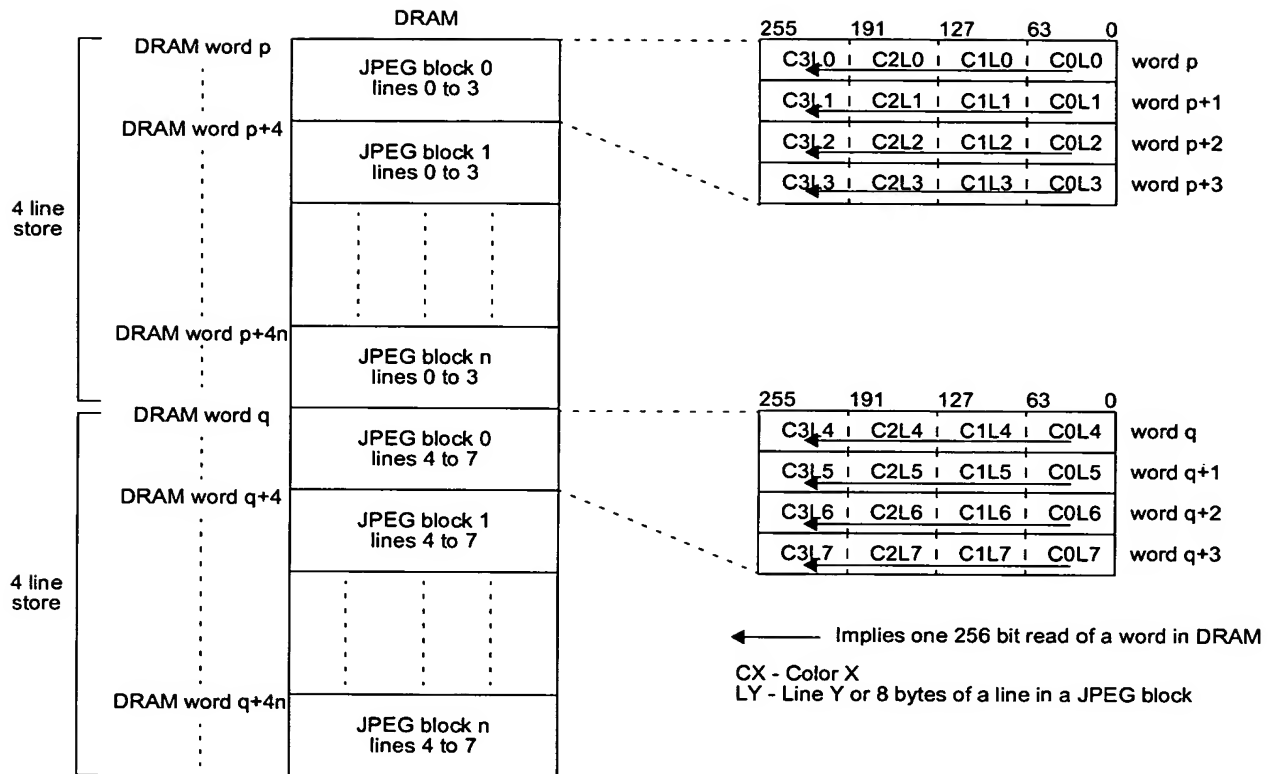 DRAM
DRAM word p
JPEG block 0
lines 0 to 3
DRAM word p+4
JPEG block 1
lines 0 to 3
4 line
store
DRAM word p+4n
JPEG block n
lines 0 to 3
DRAM word q
JPEG block 0
lines 4 to 7
DRAM word q+4
JPEG block 1
lines 4 to 7
4 line
store
DRAM word q+4n
JPEG block n
lines 4 to 7
255 191 127 63 0
C3L0 C2L0 C1L0 C0L0 word p
C3L1 C2L1 C1L1 C0L1 word p+1
C3L2 C2L2 C1L2 C0L2 word p+2
C3L3 C2L3 C1L3 C0L3 word p+3
255 191 127 63 0
C3L4 C2L4 C1L4 C0L4 word q
C3L5 C2L5 C1L5 C0L5 word q+1
C3L6 C2L6 C1L6 C0L6 word q+2
C3L7 C2L7 C1L7 C0L7 word q+3
Implies one 256 bit read of a word in DRAM
CX - Color X
LY - Line Y or 8 bytes of a line in a JPEG block